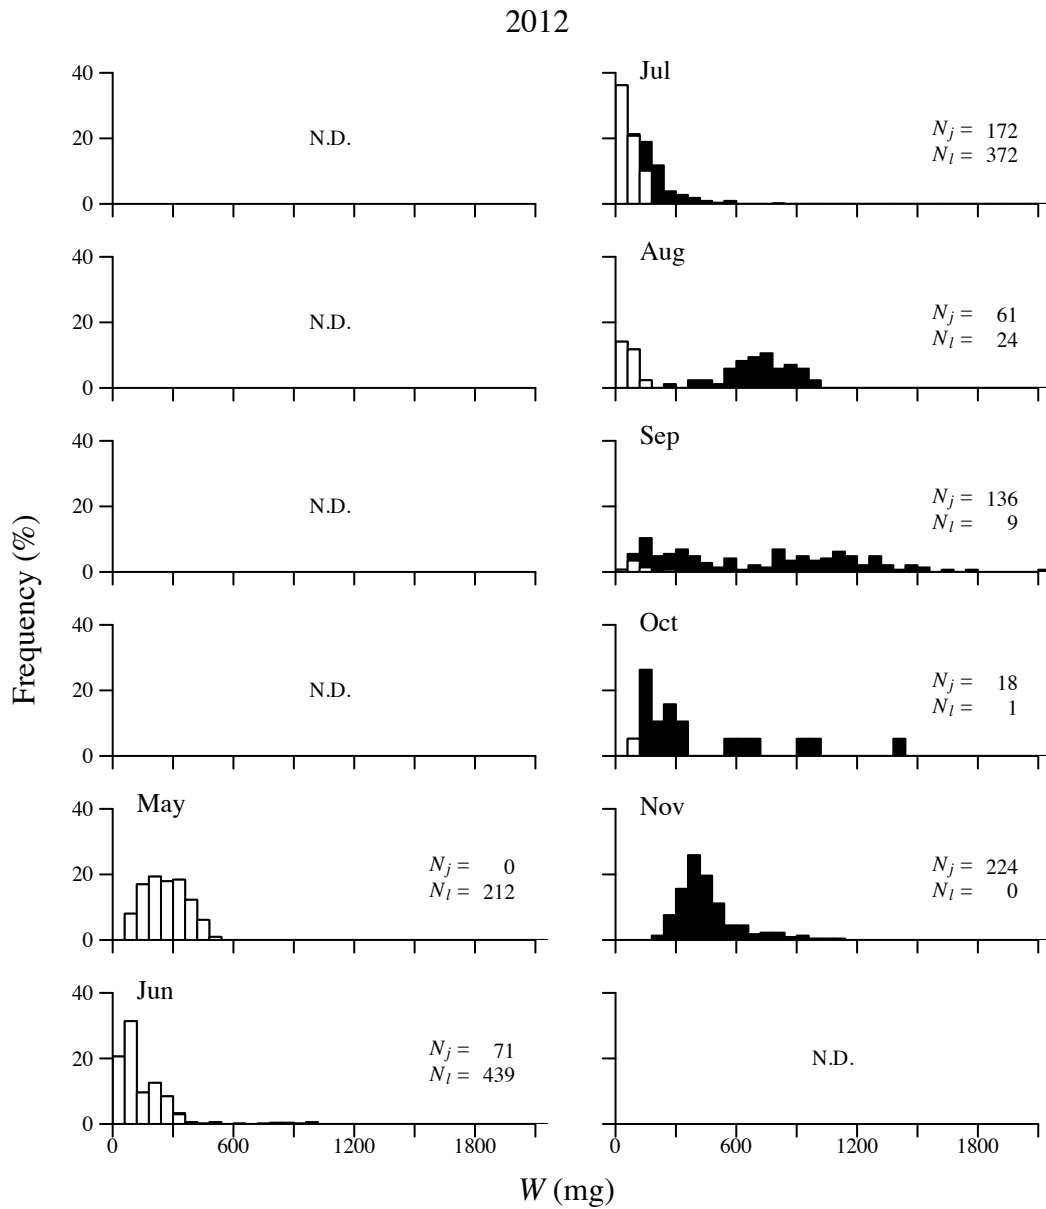 2012
40
20
0
N.D.
Jul
N_j = 172
N_l = 372
40
20
0
N.D.
Aug
N_j = 61
N_l = 24
40
20
0
N.D.
Sep
N_j = 136
N_l = 9
Frequency (%)
40
20
0
N.D.
Oct
N_j = 18
N_l = 1
40
20
0
May
N_j = 0
N_l = 212
Nov
N_j = 224
N_l = 0
40
20
0
Jun
N_j = 71
N_l = 439
N.D.
0 600 1200 1800
0 600 1200 1800
W (mg)